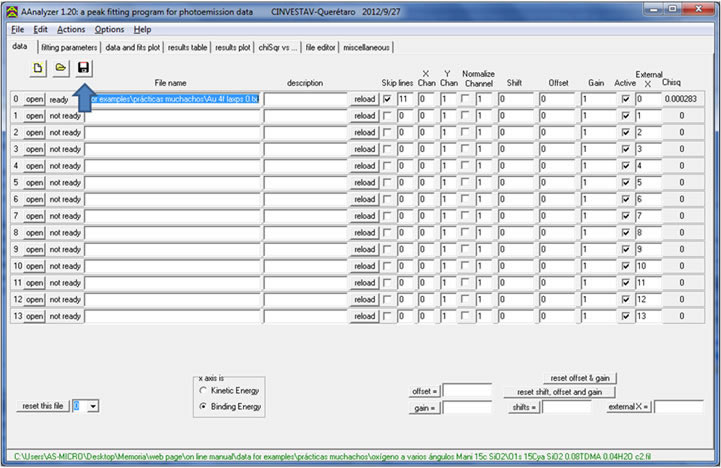 AAnalyzer 1.20: a peak fitting program for photoemission data CINVESTAV-Querétaro 2012/9/27
File Edit Actions Options Help
data fitting parameters data and fits plot results table results plot chiSqr vs ... file editor miscellaneous
File name description Skip lines X Chan Y Chan Normalize Channel Shift Offset Gain Active External X Chisq
0 open ready for examples\prácticas muchachos\Au 4f laxps 0.txt reload 11 0 1 1 0 0 1 0 0.000283
1 open not ready reload 0 0 1 1 0 0 1 1 0
2 open not ready reload 0 0 1 1 0 0 1 2 0
3 open not ready reload 0 0 1 1 0 0 1 3 0
4 open not ready reload 0 0 1 1 0 0 1 4 0
5 open not ready reload 0 0 1 1 0 0 1 5 0
6 open not ready reload 0 0 1 1 0 0 1 6 0
7 open not ready reload 0 0 1 1 0 0 1 7 0
8 open not ready reload 0 0 1 1 0 0 1 8 0
9 open not ready reload 0 0 1 1 0 0 1 9 0
10 open not ready reload 0 0 1 1 0 0 1 10 0
11 open not ready reload 0 0 1 1 0 0 1 11 0
12 open not ready reload 0 0 1 1 0 0 1 12 0
13 open not ready reload 0 0 1 1 0 0 1 13 0
x axis is
Kinetic Energy
Binding Energy
reset this file 0
reset offset & gain
offset = reset shift, offset and gain
gain = shifts = external X =
C:\Users\AS-MICRO\Desktop\Memoria\web page\on line manual\data for examples\prácticas muchachos\oxígeno a varios ángulos Mani 15c SiO2\O1s 15Cya SiO2 0.08TDMA 0.04H2O c2.fil